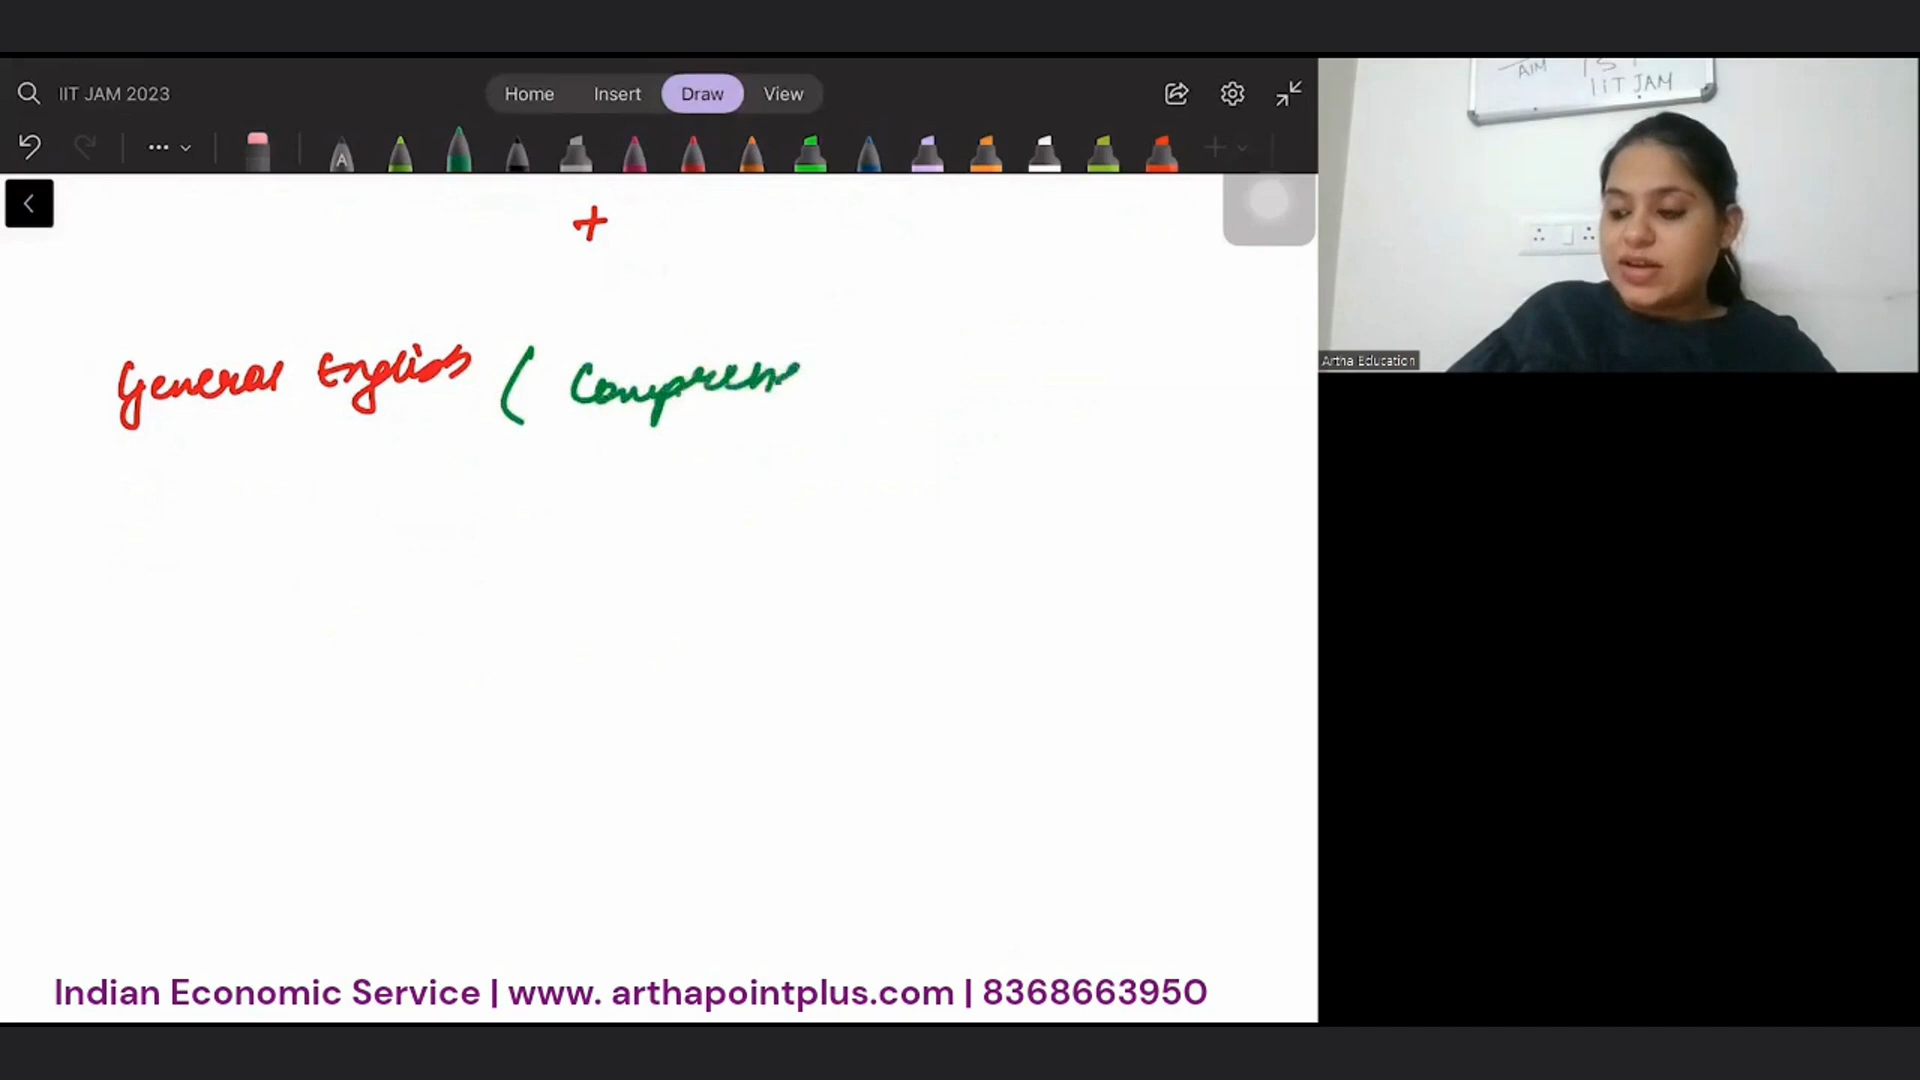 IIT JAM 2023
Home Insert Draw View
A
+
General English ( Comprehe
Indian Economic Service | www. arthapointplus.com | 8368663950
AIM
IIT JAM
Artha Education